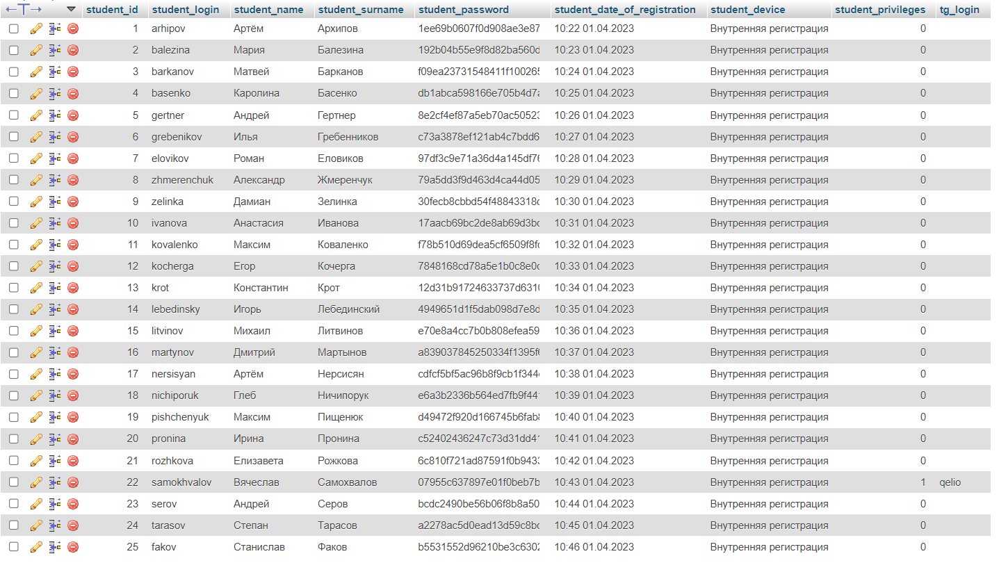 student_id student_login student_name student_surname student_password student_date_of_registration student_device student_privileges tg_login
1 arhipov Артём Архипов 1ee69b0607f0d908ae3e87 10:22 01.04.2023 Внутренняя регистрация 0
2 balezina Мария Балезина 192b04b55e9f8d82ba560d 10:23 01.04.2023 Внутренняя регистрация 0
3 barkanov Матвей Барканов f09ea23731548411f100265 10:24 01.04.2023 Внутренняя регистрация 0
4 basenko Каролина Басенко db1abca598166e705b4d7a 10:25 01.04.2023 Внутренняя регистрация 0
5 gertner Андрей Гертнер 8e2cf4ef87a5eb70ac50523 10:26 01.04.2023 Внутренняя регистрация 0
6 grebenikov Илья Гребенников c73a3878ef121ab4c7bdd6 10:27 01.04.2023 Внутренняя регистрация 0
7 elovikov Роман Еловиков 97df3c9e71a36d4a145df76 10:28 01.04.2023 Внутренняя регистрация 0
8 zhmerenchuk Александр Жмеренчук 79a5dd3f9d463d4ca44d05 10:29 01.04.2023 Внутренняя регистрация 0
9 zelinka Дамиан Зелинка 30fecb8cbbd54f48843318c 10:30 01.04.2023 Внутренняя регистрация 0
10 ivanova Анастасия Иванова 17aacb69bc2de8ab69d3bc 10:31 01.04.2023 Внутренняя регистрация 0
11 kovalenko Максим Коваленко f78b510d69dea5cf6509f8fc 10:32 01.04.2023 Внутренняя регистрация 0
12 kocherga Егор Кочерга 7848168cd78a5e1b0c8e0c 10:33 01.04.2023 Внутренняя регистрация 0
13 krot Константин Крот 12d31b91724633737d6310 10:34 01.04.2023 Внутренняя регистрация 0
14 lebedinsky Игорь Лебединский 4949651d1f5dab098d7e8d 10:35 01.04.2023 Внутренняя регистрация 0
15 litvinov Михаил Литвинов e70e8a4cc7b0b808efea59 10:36 01.04.2023 Внутренняя регистрация 0
16 martynov Дмитрий Мартынов a839037845250334f1395f6 10:37 01.04.2023 Внутренняя регистрация 0
17 nersisyan Артём Нерсисян cdfcf5bf5ac96b8f9cb1f344 10:38 01.04.2023 Внутренняя регистрация 0
18 nichiporuk Глеб Ничипорук e6a3b2336b564ed7fb9f441 10:39 01.04.2023 Внутренняя регистрация 0
19 pishchenyuk Максим Пищенюк d49472f920d166745b6fab8 10:40 01.04.2023 Внутренняя регистрация 0
20 pronina Ирина Пронина c52402436247c73d31dd41 10:41 01.04.2023 Внутренняя регистрация 0
21 rozhkova Елизавета Рожкова 6c810f721ad87591f0b9433 10:42 01.04.2023 Внутренняя регистрация 0
22 samokhvalov Вячеслав Самохвалов 07955c637897e01f0beb7b 10:43 01.04.2023 Внутренняя регистрация 1 qelio
23 serov Андрей Серов bcdc2490be56b06f8b8a50 10:44 01.04.2023 Внутренняя регистрация 0
24 tarasov Степан Тарасов a2278ac5d0ead13d59c8bc 10:45 01.04.2023 Внутренняя регистрация 0
25 fakov Станислав Факов b5531552d96210be3c6302 10:46 01.04.2023 Внутренняя регистрация 0